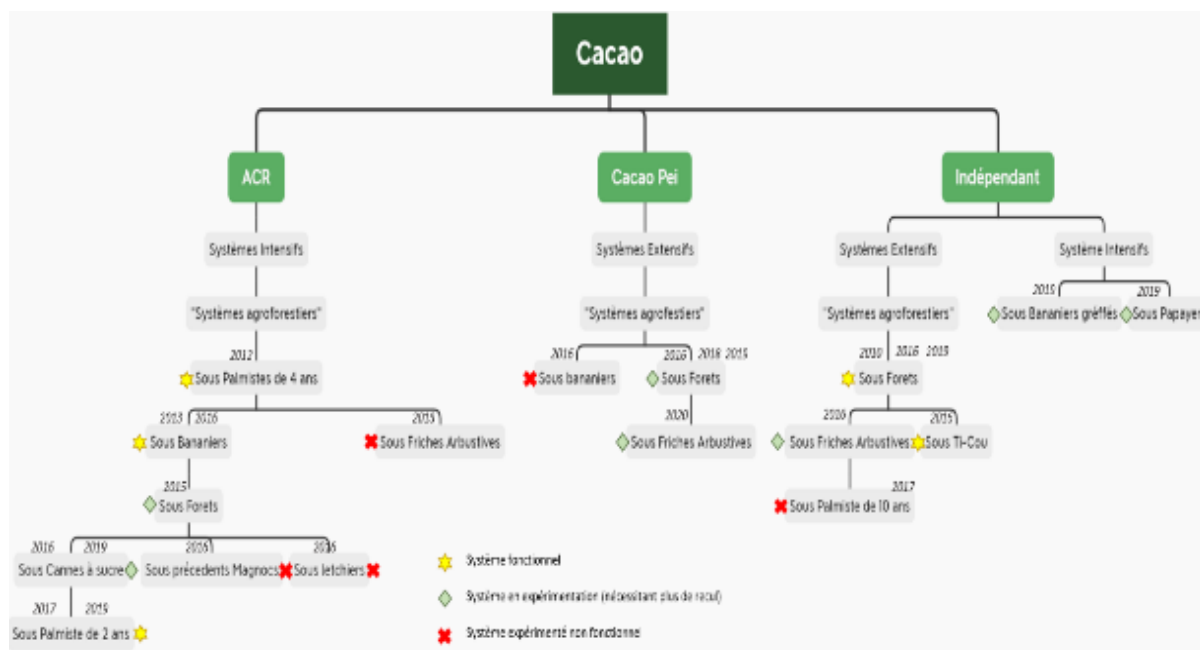 Cacao
ACR
Cacao Pei
Indépendant
Systèmes Intensifs
Systèmes Extensifs
Systèmes Extensifs
Système Intensifs
"Systèmes agroforestiers"
"Systèmes agrofestiers"
"Systèmes agroforestiers"
2015
2019
Sous Bananiers gréffés
Sous Papayer
2012
Sous Palmistes de 4 ans
2016
2016 2018 2019
Sous bananiers
Sous Forets
2010 2016 2019
Sous Forets
2013 2016
Sous Bananiers
2015
Sous Friches Arbustives
2020
Sous Friches Arbustives
2016
Sous Friches Arbustives
2015
Sous Ti-Cou
2015
Sous Forets
2017
Sous Palmiste de 10 ans
2016 2019
Sous Cannes à sucre
2016
Sous précedents Magnocs
2016
Sous letchiers
2017 2019
Sous Palmiste de 2 ans
Système fonctionnel
Système en expérimentation (nécessitant plus de recul)
Système expérimenté non fonctionnel